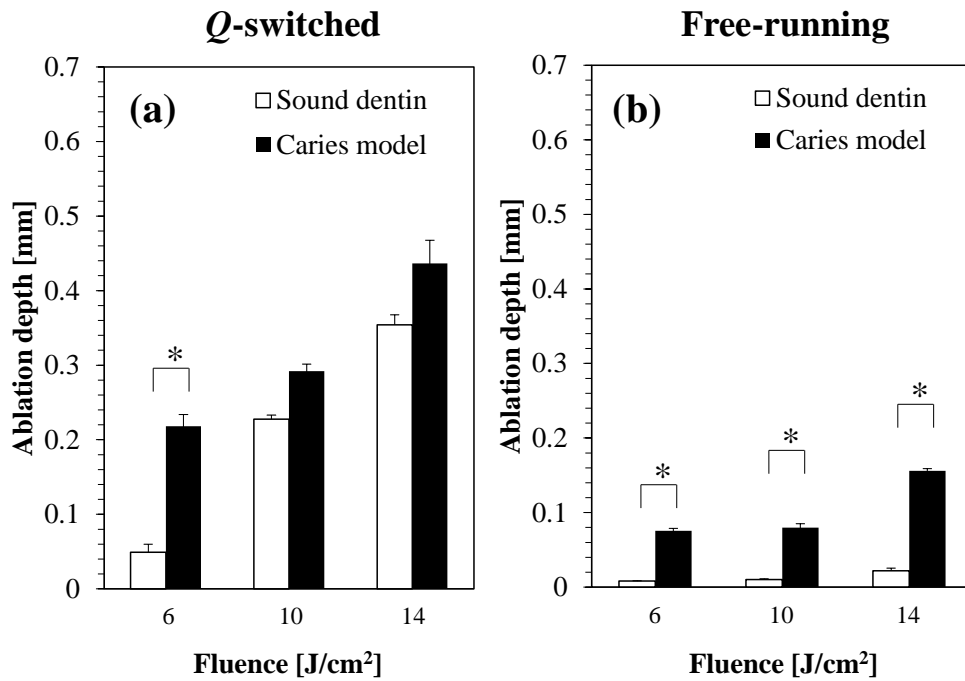 Q-switched
(a)
Sound dentin
Caries model
Ablation depth [mm]
0.7
0.6
0.5
0.4
0.3
0.2
0.1
0
*
6
10
14
Fluence [J/cm²]
Free-running
(b)
Sound dentin
Caries model
Ablation depth [mm]
0.7
0.6
0.5
0.4
0.3
0.2
0.1
0
*
*
*
6
10
14
Fluence [J/cm²]